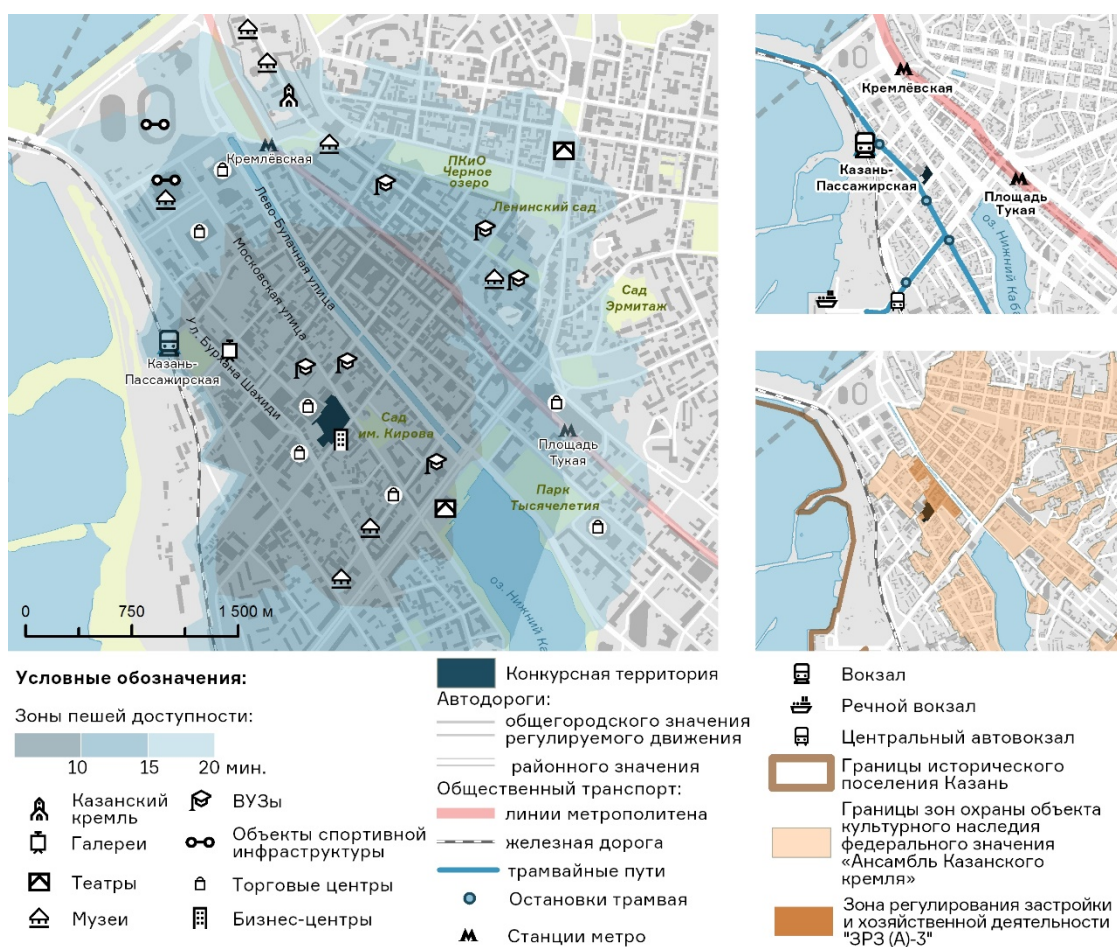 Кремлёвская
ПКиО
Черное
озеро
Ленинский сад
Лево-Булачная улица
Московская улица
Сад
Эрмитаж
Ул. Бурхана Шахиди
Казань-
Пассажирская
Сад
им. Кирова
Площадь
Тукая
Парк
Тысячелетия
оз. Нижний Каб
0 750 1 500 м
Кремлёвская
Казань-
Пассажирская
Площадь
Тукая
оз. Нижний Каб
Условные обозначения:
Зоны пешей доступности:
10 15 20 мин.
Казанский
кремль
Галереи
Театры
Музеи
ВУЗы
Объекты спортивной
инфраструктуры
Торговые центры
Бизнес-центры
Конкурсная территория
Автодороги:
общегородского значения
регулируемого движения
районного значения
Общественный транспорт:
линии метрополитена
железная дорога
трамвайные пути
Остановки трамвая
Станции метро
Вокзал
Речной вокзал
Центральный автовокзал
Границы исторического
поселения Казань
Границы зон охраны объекта
культурного наследия
федерального значения
«Ансамбль Казанского
кремля»
Зона регулирования застройки
и хозяйственной деятельности
"ЗРЗ (А)-3"